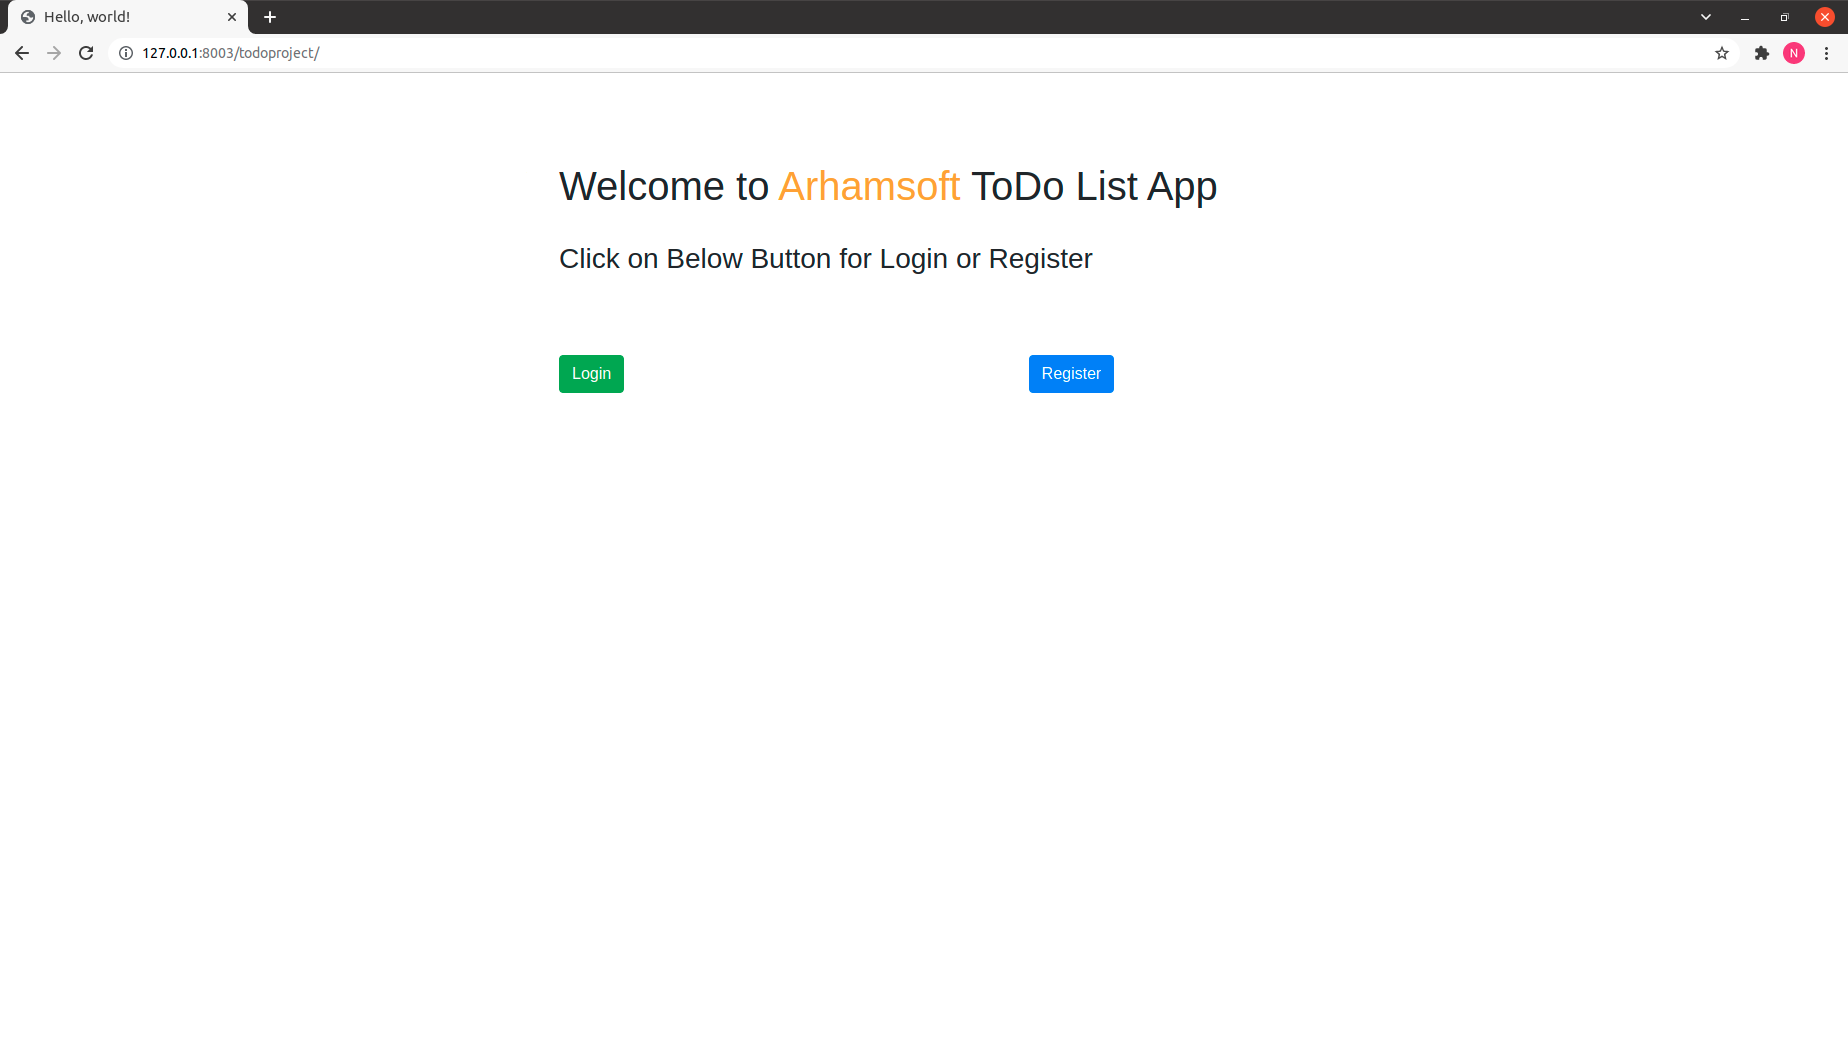 Hello, world!
127.0.0.1:8003/todoproject/
N
Welcome to Arhamsoft ToDo List App
Click on Below Button for Login or Register
Login
Register